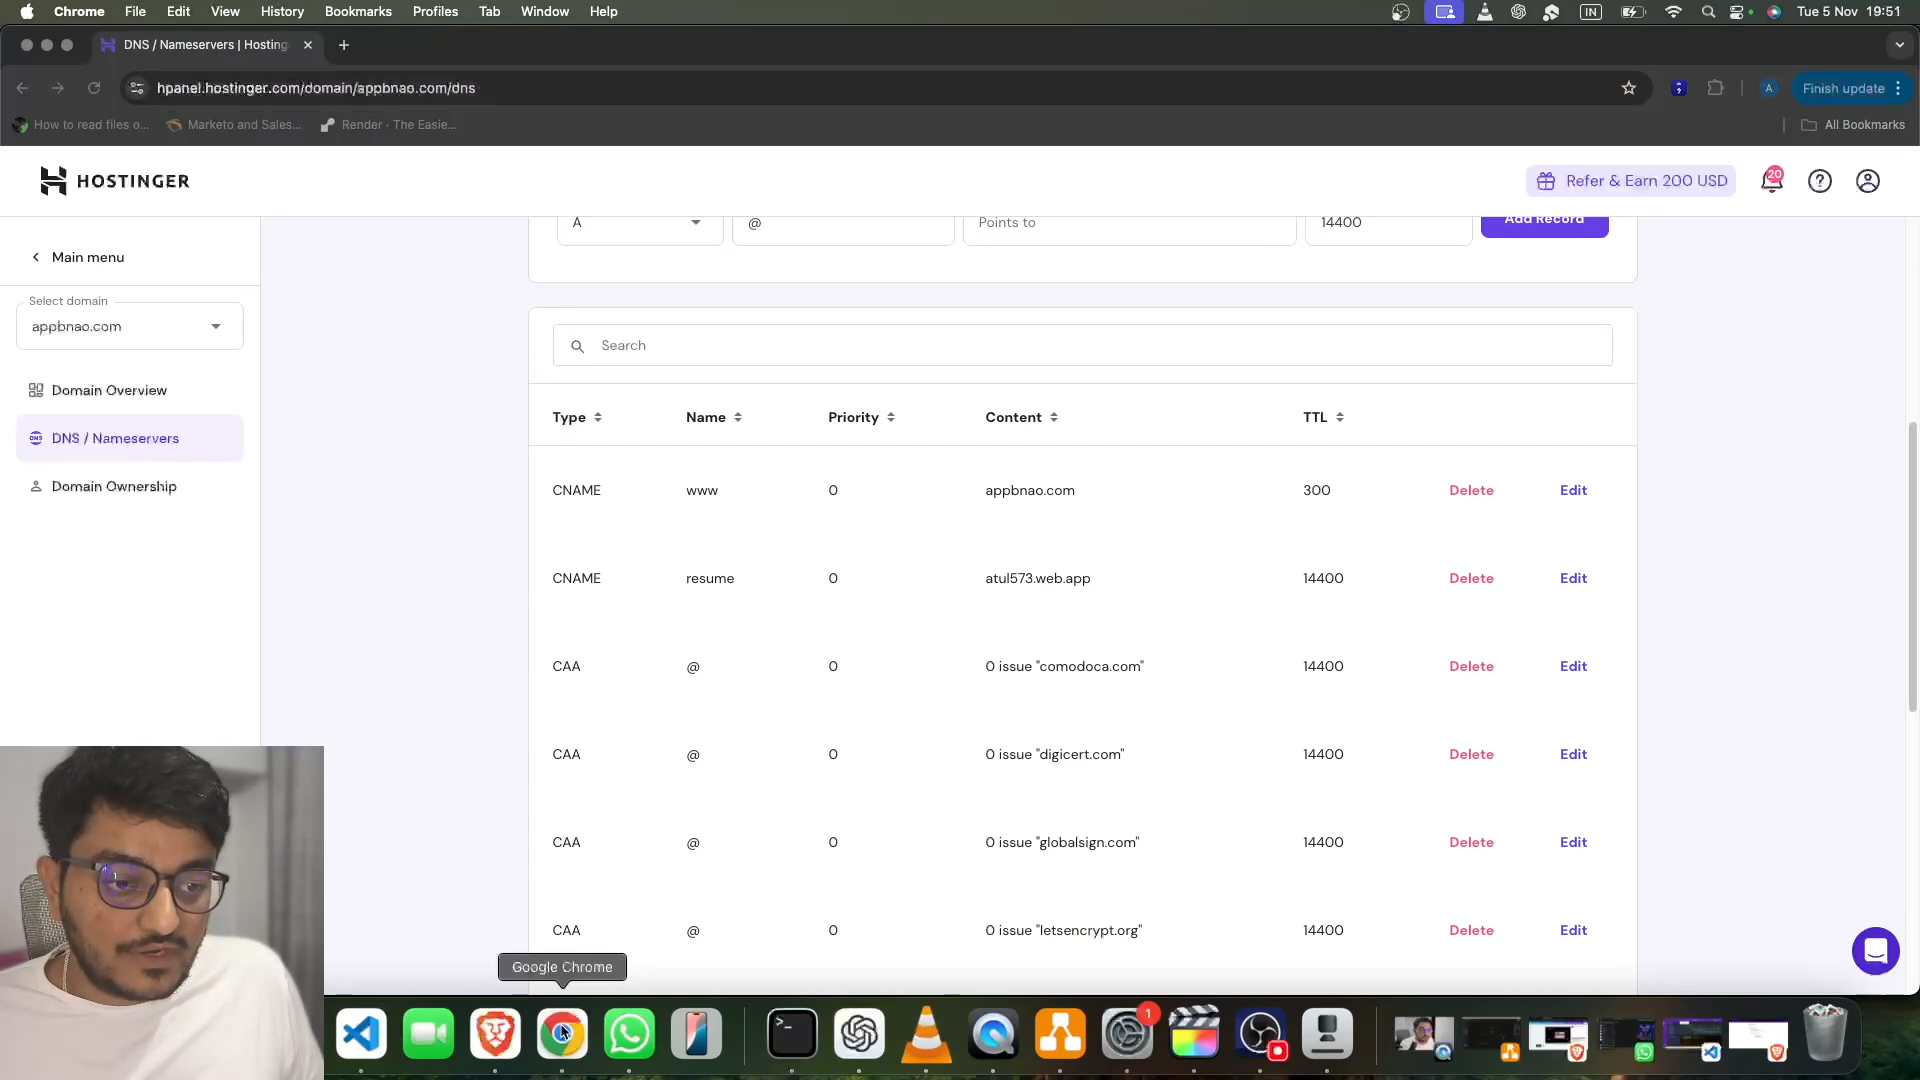 Chrome File Edit View History Bookmarks Profiles Tab Window Help IN Tue 5 Nov 19:51
DNS / Nameservers | Hosting
hpanel.hostinger.com/domain/appbnao.com/dns
A
Finish update
How to read files o...
Marketo and Sales...
Render · The Easie...
All Bookmarks
HOSTINGER
Refer & Earn 200 USD
20
Main menu
Select domain
appbnao.com
Domain Overview
DNS DNS / Nameservers
Domain Ownership
A @ Points to 14400 Add Record
Search
Type Name Priority Content TTL
CNAME www 0 appbnao.com 300 Delete Edit
CNAME resume 0 atul573.web.app 14400 Delete Edit
CAA @ 0 0 issue "comodoca.com" 14400 Delete Edit
CAA @ 0 0 issue "digicert.com" 14400 Delete Edit
CAA @ 0 0 issue "globalsign.com" 14400 Delete Edit
CAA @ 0 0 issue "letsencrypt.org" 14400 Delete Edit
Google Chrome
1